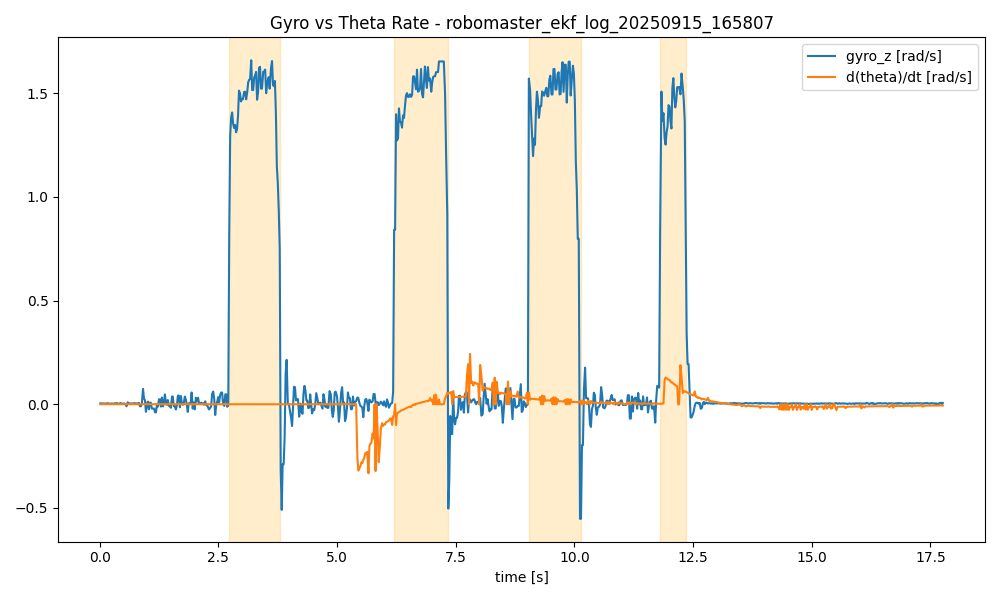 Gyro vs Theta Rate - robomaster_ekf_log_20250915_165807
gyro_z [rad/s]
d(theta)/dt [rad/s]
1.5
1.0
0.5
0.0
−0.5
0.0 2.5 5.0 7.5 10.0 12.5 15.0 17.5
time [s]